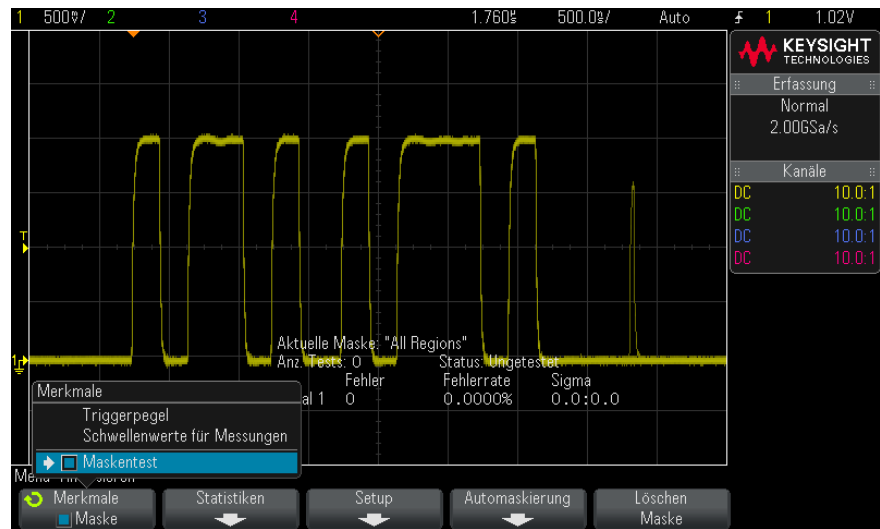 1 500♈/ 2 3 4 1.760s 500.0s/ Auto 1 1.02V
KEYSIGHT
TECHNOLOGIES
Erfassung
Normal
2.00GSa/s
Kanäle
DC 10.0:1
DC 10.0:1
DC 10.0:1
DC 10.0:1
T
1
Aktuelle Maske: "All Regions"
Anz. Tests: 0 Status: Ungetestet
Fehler Fehlerrate Sigma
al 1 0 0.0000% 0.0:0.0
Merkmale
Triggerpegel
Schwellenwerte für Messungen
Maskentest
Merkmale Statistiken Setup Automaskierung Löschen
Maske Maske